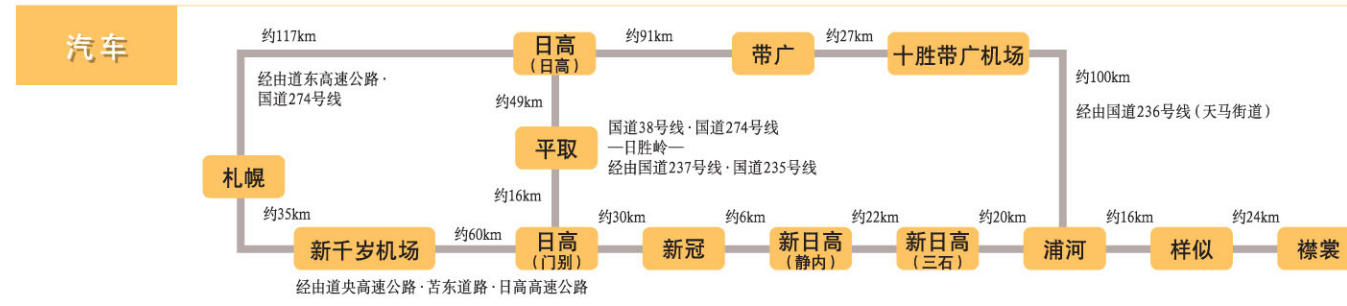 汽车
约117km
日高
(日高)
约91km
带广
约27km
十胜带广机场
经由道东高速公路·
国道274号线
约49km
约100km
经由国道236号线(天马街道)
平取
国道38号线·国道274号线
—日胜岭—
经由国道237号线·国道235号线
札幌
约16km
约35km
新千岁机场
约60km
日高
(门别)
约30km
新冠
约6km
新日高
(静内)
约22km
新日高
(三石)
约20km
浦河
约16km
样似
约24km
襟裳
经由道央高速公路·苫东道路·日高高速公路